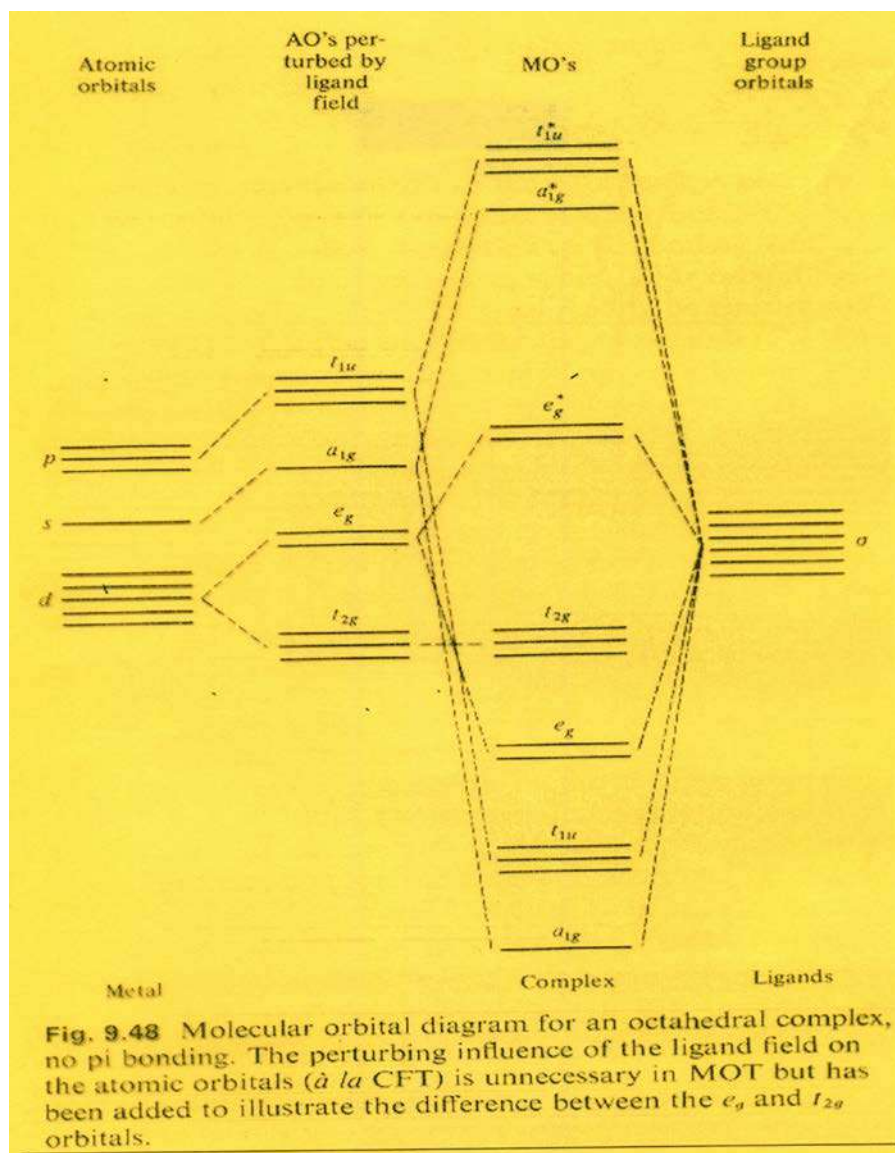 Atomic
orbitals
AO's per-
turbed by
ligand
field
MO's
Ligand
group
orbitals
t*1u
a*1g
t1u
e*g
p
a1g
s
eg
σ
d
t2g
t2g
eg
t1u
a1g
Metal
Complex
Ligands
Fig. 9.48 Molecular orbital diagram for an octahedral complex,
no pi bonding. The perturbing influence of the ligand field on
the atomic orbitals (à la CFT) is unnecessary in MOT but has
been added to illustrate the difference between the eg and t2g
orbitals.